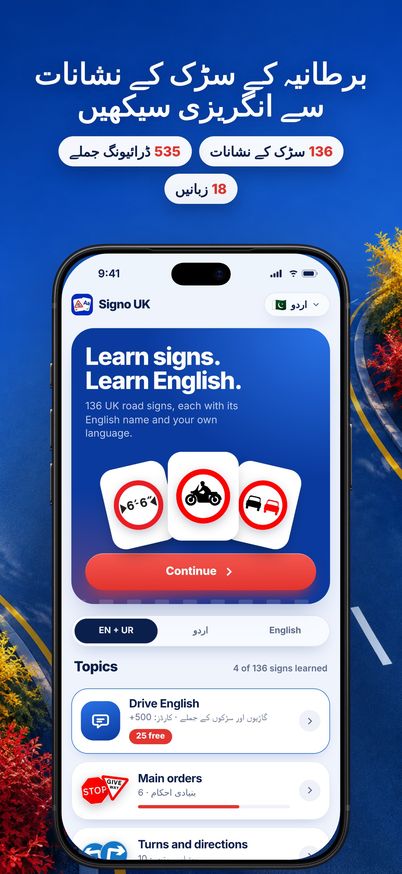 برطانیہ کے سڑک کے نشانات
سے انگریزی سیکھیں
136 سڑک کے نشانات
535 ڈرائیونگ جملے
18 زبانیں
9:41
Signo UK
اردو
Learn signs.
Learn English.
136 UK road signs, each with its
English name and your own
language.
6'6"
Continue
EN + UR
اردو
English
Topics
4 of 136 signs learned
Drive English
گاڑیوں اور سڑکوں کے جملے · کارڈز: 500+
25 free
STOP
GIVE WAY
Main orders
بنیادی احکام · 6
Turns and directions